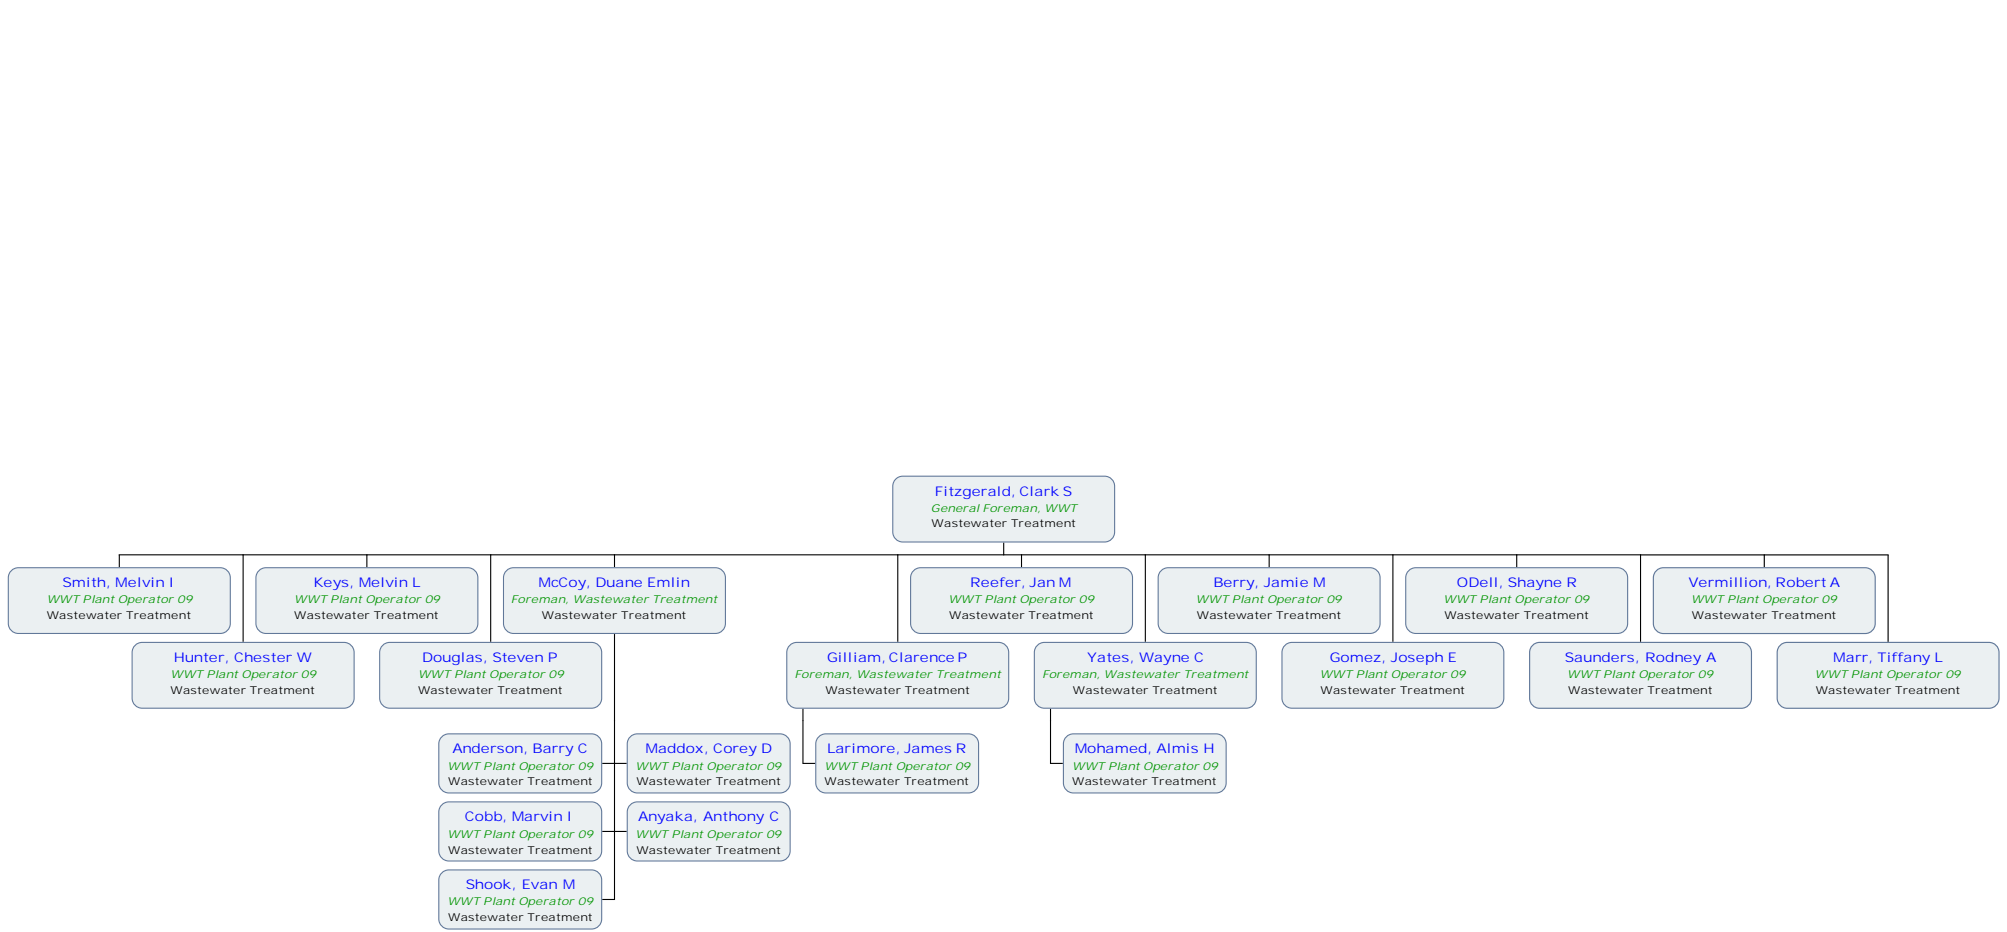 Fitzgerald, Clark S
General Foreman, WWT
Wastewater Treatment
Smith, Melvin I
WWT Plant Operator 09
Wastewater Treatment
Keys, Melvin L
WWT Plant Operator 09
Wastewater Treatment
McCoy, Duane Emlin
Foreman, Wastewater Treatment
Wastewater Treatment
Reefer, Jan M
WWT Plant Operator 09
Wastewater Treatment
Berry, Jamie M
WWT Plant Operator 09
Wastewater Treatment
ODell, Shayne R
WWT Plant Operator 09
Wastewater Treatment
Vermillion, Robert A
WWT Plant Operator 09
Wastewater Treatment
Hunter, Chester W
WWT Plant Operator 09
Wastewater Treatment
Douglas, Steven P
WWT Plant Operator 09
Wastewater Treatment
Gilliam, Clarence P
Foreman, Wastewater Treatment
Wastewater Treatment
Yates, Wayne C
Foreman, Wastewater Treatment
Wastewater Treatment
Gomez, Joseph E
WWT Plant Operator 09
Wastewater Treatment
Saunders, Rodney A
WWT Plant Operator 09
Wastewater Treatment
Marr, Tiffany L
WWT Plant Operator 09
Wastewater Treatment
Anderson, Barry C
WWT Plant Operator 09
Wastewater Treatment
Maddox, Corey D
WWT Plant Operator 09
Wastewater Treatment
Larimore, James R
WWT Plant Operator 09
Wastewater Treatment
Mohamed, Almis H
WWT Plant Operator 09
Wastewater Treatment
Cobb, Marvin I
WWT Plant Operator 09
Wastewater Treatment
Anyaka, Anthony C
WWT Plant Operator 09
Wastewater Treatment
Shook, Evan M
WWT Plant Operator 09
Wastewater Treatment